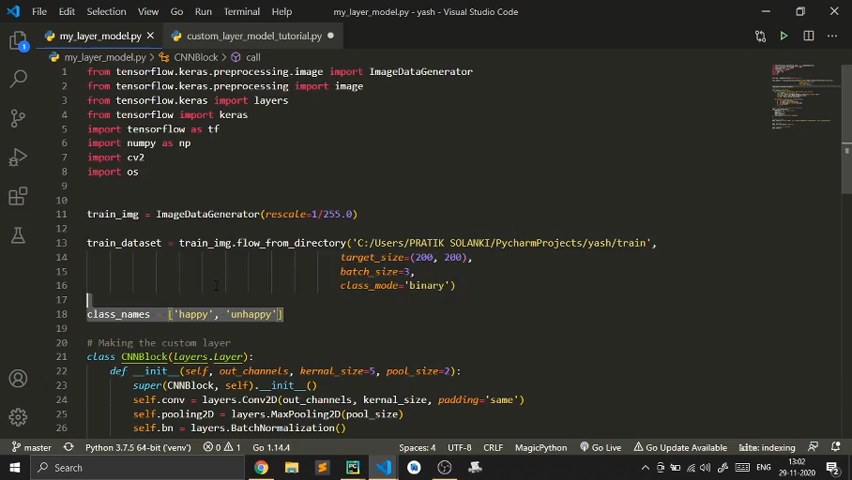 File Edit Selection View Go Run Terminal Help my_layer_model.py - yash - Visual Studio Code
my_layer_model.py custom_layer_model_tutorial.py
my_layer_model.py > CNNBlock > call
1 from tensorflow.keras.preprocessing.image import ImageDataGenerator
2 from tensorflow.keras.preprocessing import image
3 from tensorflow.keras import layers
4 from tensorflow import keras
5 import tensorflow as tf
6 import numpy as np
7 import cv2
8 import os
9
10
11 train_img = ImageDataGenerator(rescale=1/255.0)
12
13 train_dataset = train_img.flow_from_directory('C:/Users/PRATIK SOLANKI/PycharmProjects/yash/train',
14 target_size=(200, 200),
15 batch_size=3,
16 class_mode='binary')
17
18 class_names = ['happy', 'unhappy']
19
20 # Making the custom layer
21 class CNNBlock(layers.Layer):
22 def __init__(self, out_channels, kernel_size=5, pool_size=2):
23 super(CNNBlock, self).__init__()
24 self.conv = layers.Conv2D(out_channels, kernel_size, padding='same')
25 self.pooling2D = layers.MaxPooling2D(pool_size)
26 self.bn = layers.BatchNormalization()
master Python 3.7.5 64-bit ('venv') 0 1 Go 1.14.4 Spaces: 4 UTF-8 CRLF MagicPython Go Live Go Update Available kite: indexing
Search ENG 13:02
29-11-2020 2